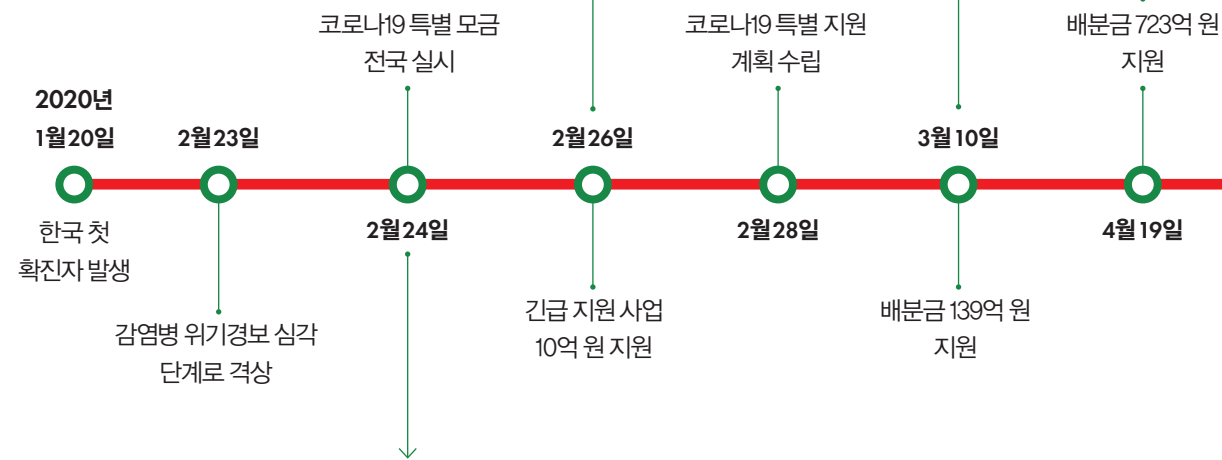 코로나19 특별 모금
전국 실시
코로나19 특별 지원
계획 수립
배분금 723억 원
지원
2020년
1월20일
2월23일
2월26일
3월10일
한국 첫
확진자 발생
2월24일
2월28일
4월19일
감염병 위기경보 심각
단계로 격상
긴급 지원 사업
10억 원 지원
배분금 139억 원
지원